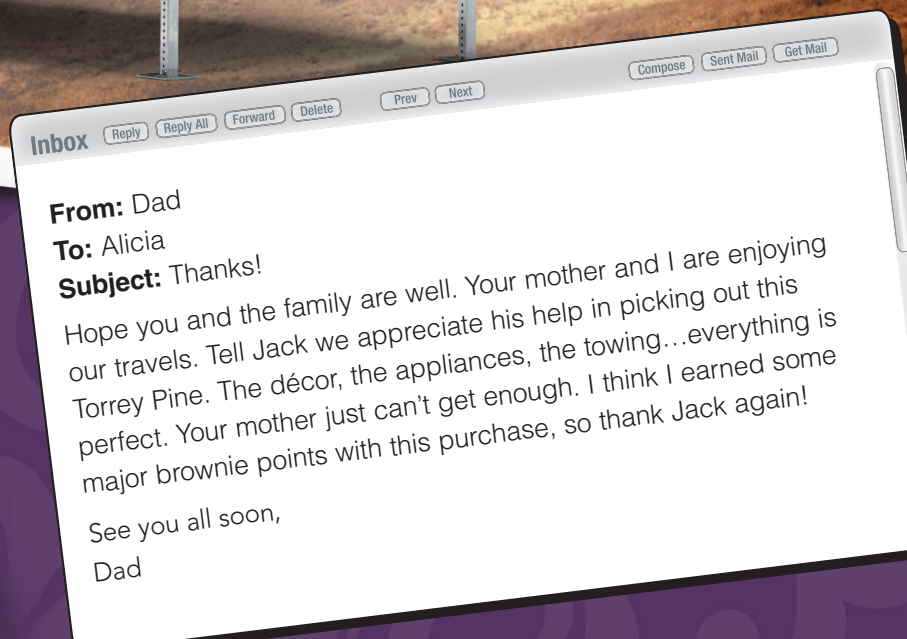 Inbox Reply Reply All Forward Delete Prev Next Compose Sent Mail Get Mail
From: Dad
To: Alicia
Subject: Thanks!
Hope you and the family are well. Your mother and I are enjoying
our travels. Tell Jack we appreciate his help in picking out this
Torrey Pine. The décor, the appliances, the towing…everything is
perfect. Your mother just can’t get enough. I think I earned some
major brownie points with this purchase, so thank Jack again!
See you all soon,
Dad